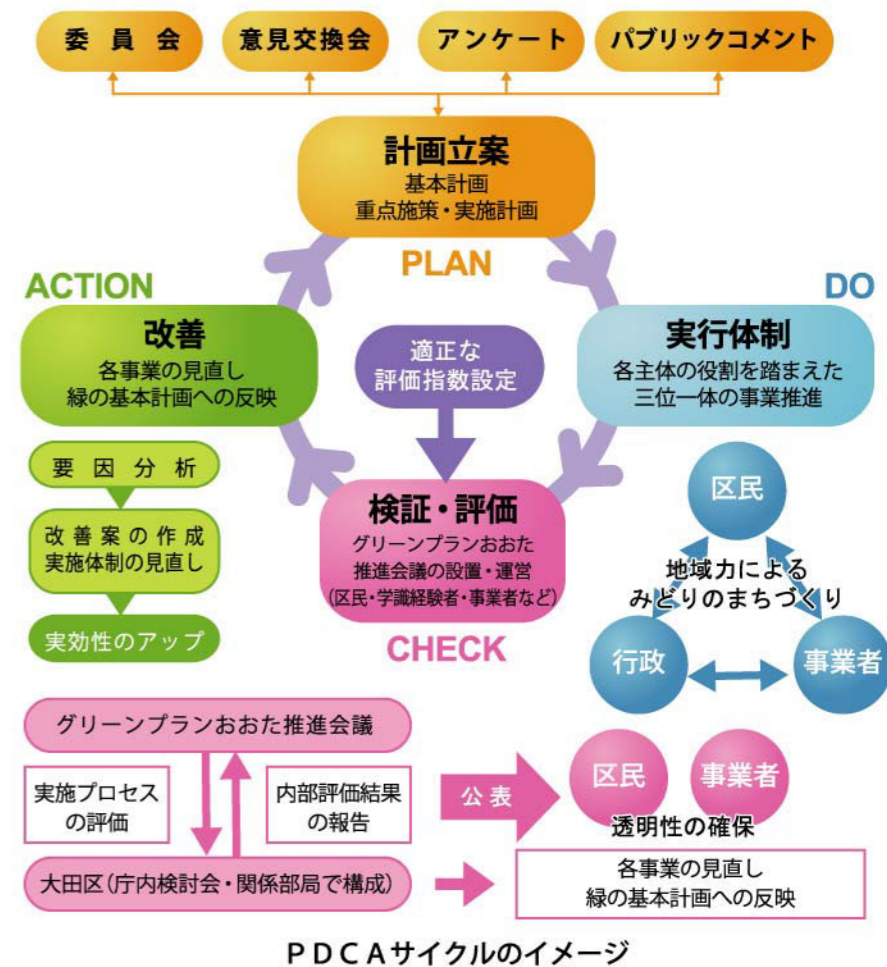 委員会
意見交換会
アンケート
パブリックコメント
計画立案
基本計画
重点施策・実施計画
PLAN
ACTION
DO
改善
各事業の見直し
緑の基本計画への反映
適正な
評価指数設定
実行体制
各主体の役割を踏まえた
三位一体の事業推進
要因分析
改善案の作成
実施体制の見直し
実効性のアップ
検証・評価
グリーンプランおおた
推進会議の設置・運営
(区民・学識経験者・事業者など)
CHECK
区民
地域力による
みどりのまちづくり
行政
事業者
グリーンプランおおた推進会議
実施プロセス
の評価
内部評価結果
の報告
公表
区民
事業者
透明性の確保
大田区(庁内検討会・関係部局で構成)
各事業の見直し
緑の基本計画への反映
PDCAサイクルのイメージ